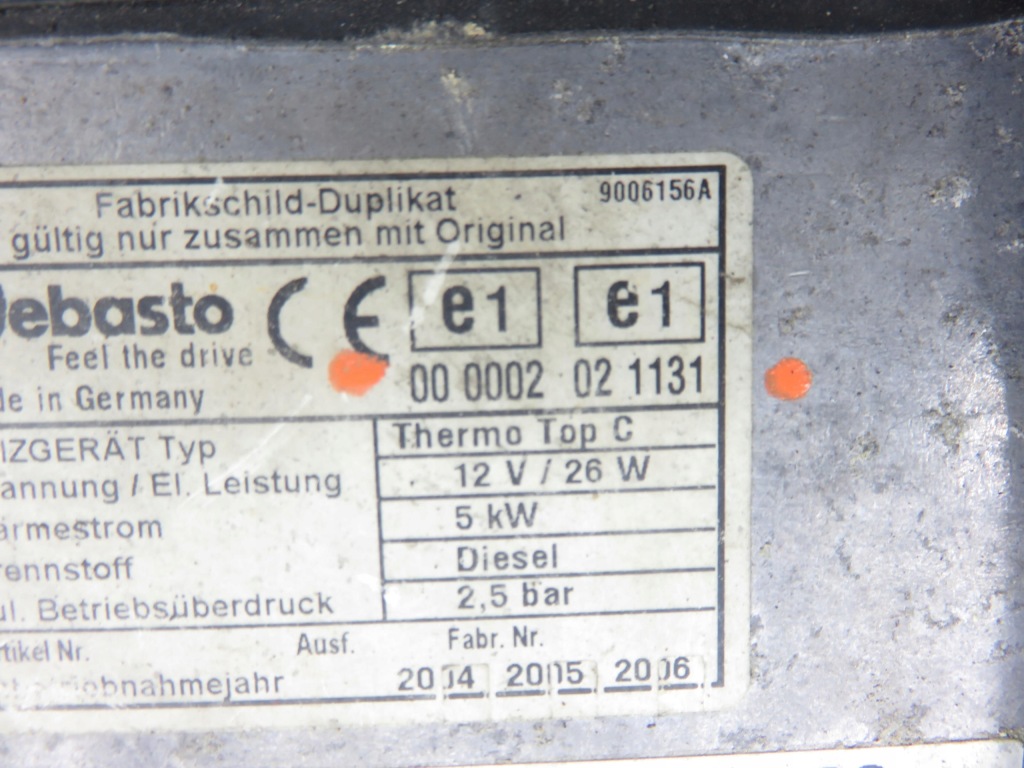 Fabrikschild-Duplikat 9006156A
gültig nur zusammen mit Original
ebasto CE e1 e1
Feel the drive
00 0002 02 1131
de in Germany
IZGERÄT Typ Thermo Top C
annung / El. Leistung 12 V / 26 W
ärmestrom 5 kW
rennstoff Diesel
ul. Betriebsüberdruck 2,5 bar
tikel Nr. Ausf. Fabr. Nr.
bnahmejahr 2004 2005 2006